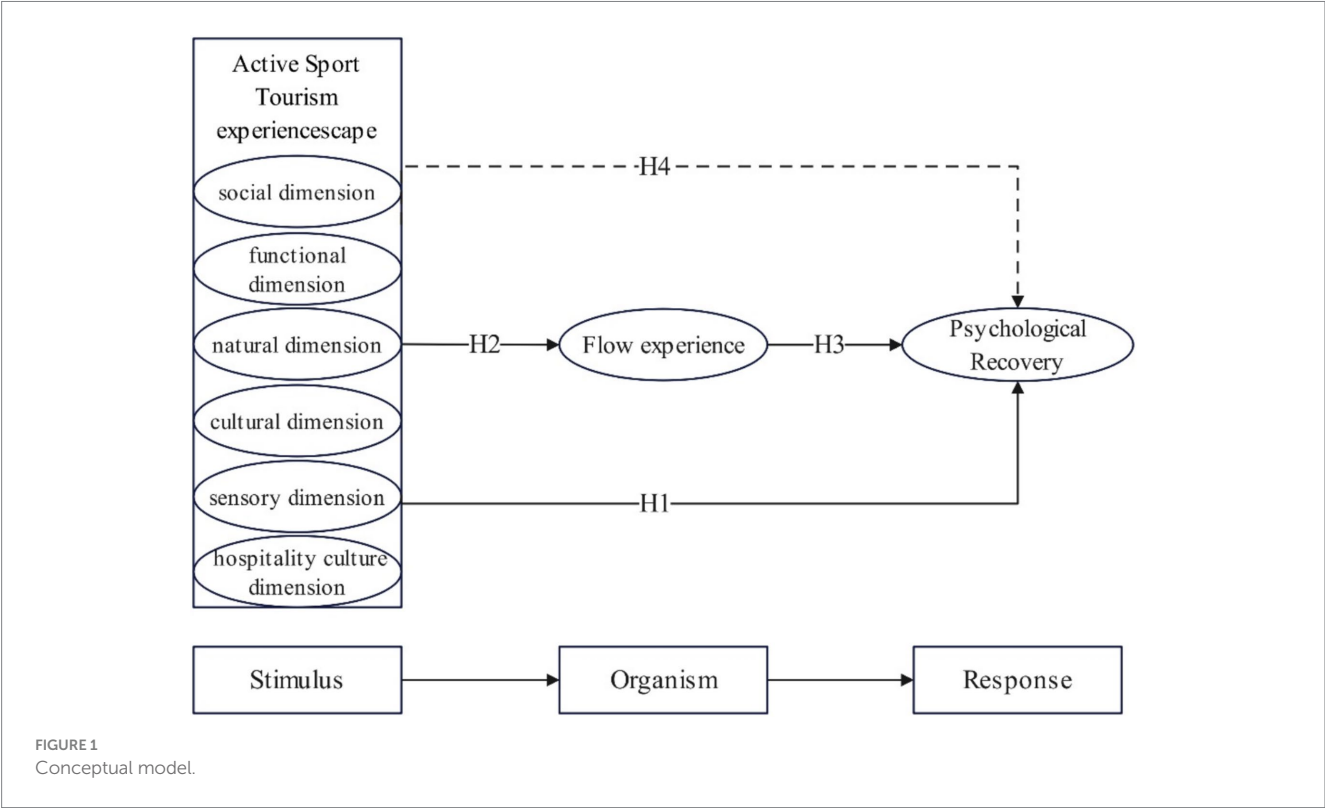 Active Sport
Tourism
experiencescape
social dimension
functional
dimension
natural dimension
cultural dimension
sensory dimension
hospitality culture
dimension
H4
H2
Flow experience
H3
Psychological
Recovery
H1
Stimulus
Organism
Response
FIGURE 1
Conceptual model.